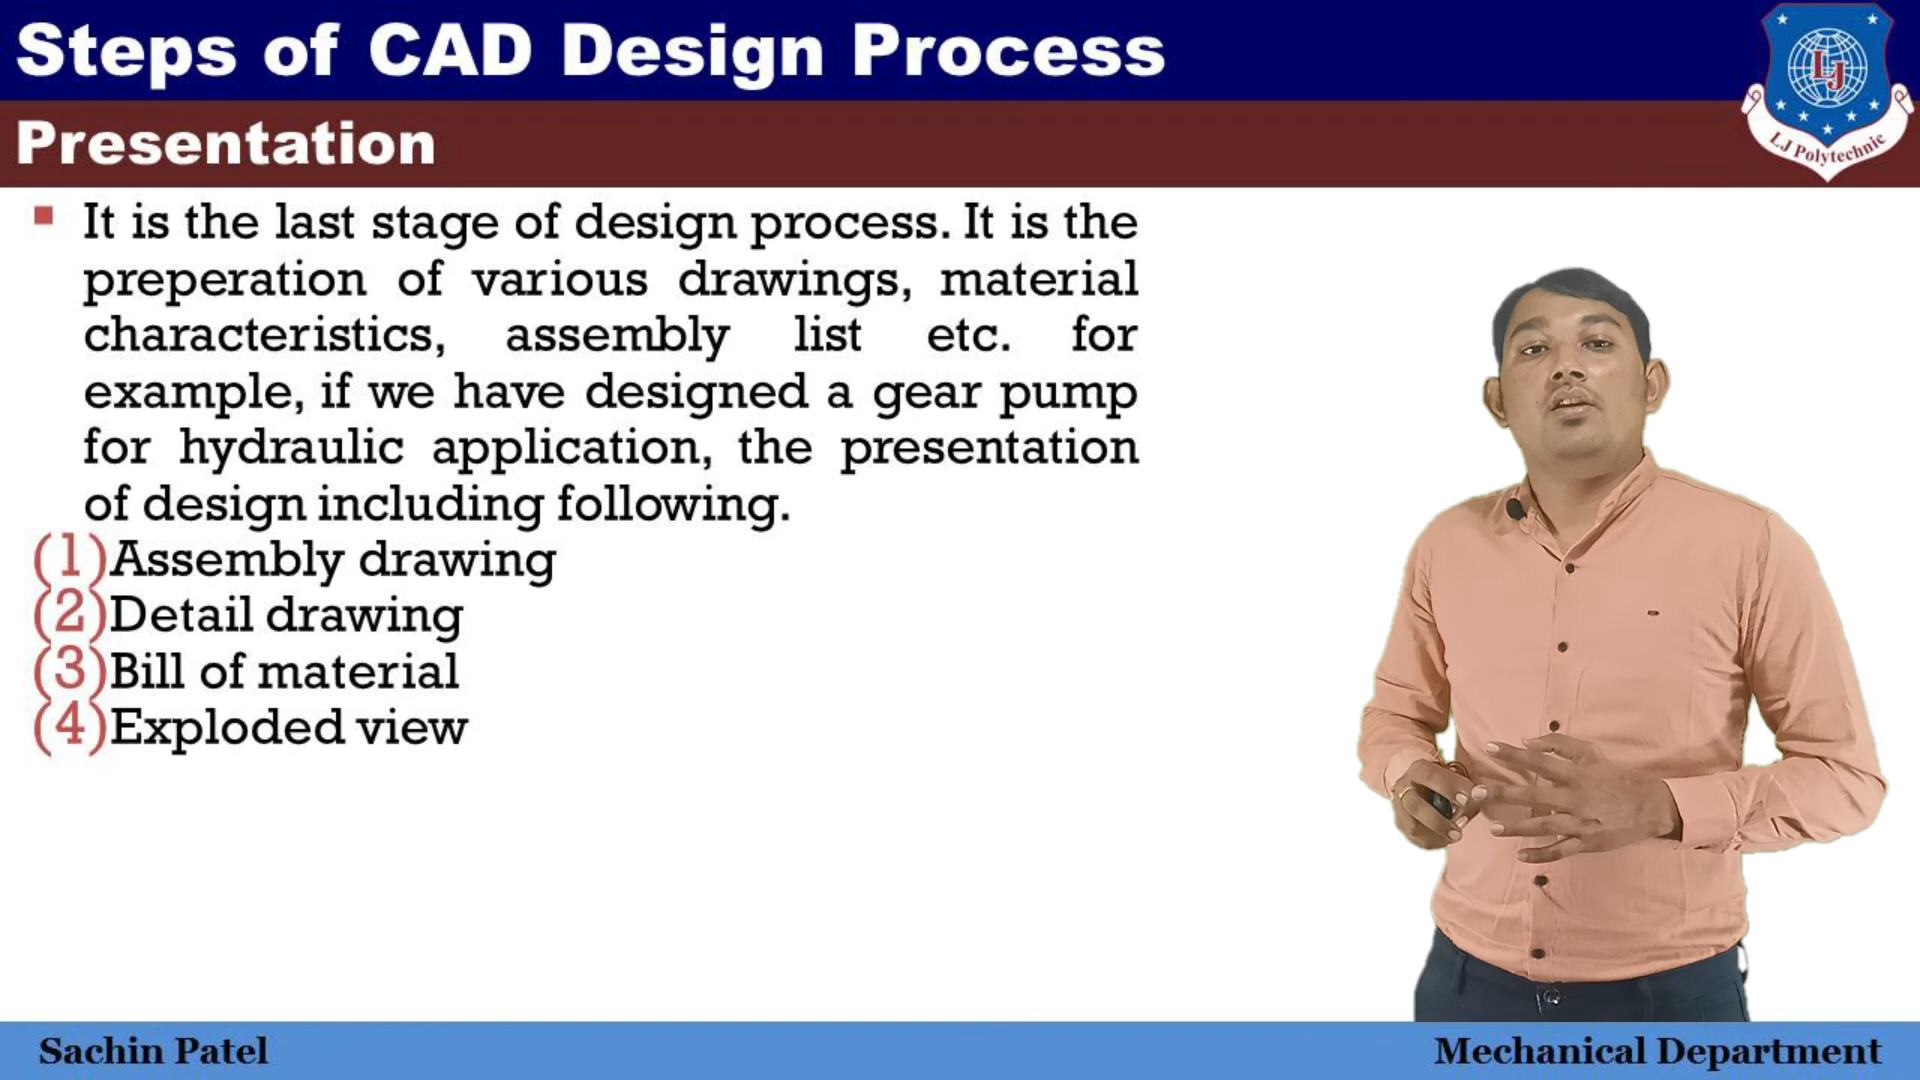 Steps of CAD Design Process
Presentation
LJ
LJ Polytechnic
▪ It is the last stage of design process. It is the
preperation of various drawings, material
characteristics, assembly list etc. for
example, if we have designed a gear pump
for hydraulic application, the presentation
of design including following.
(1)Assembly drawing
(2)Detail drawing
(3)Bill of material
(4)Exploded view
Sachin Patel
Mechanical Department